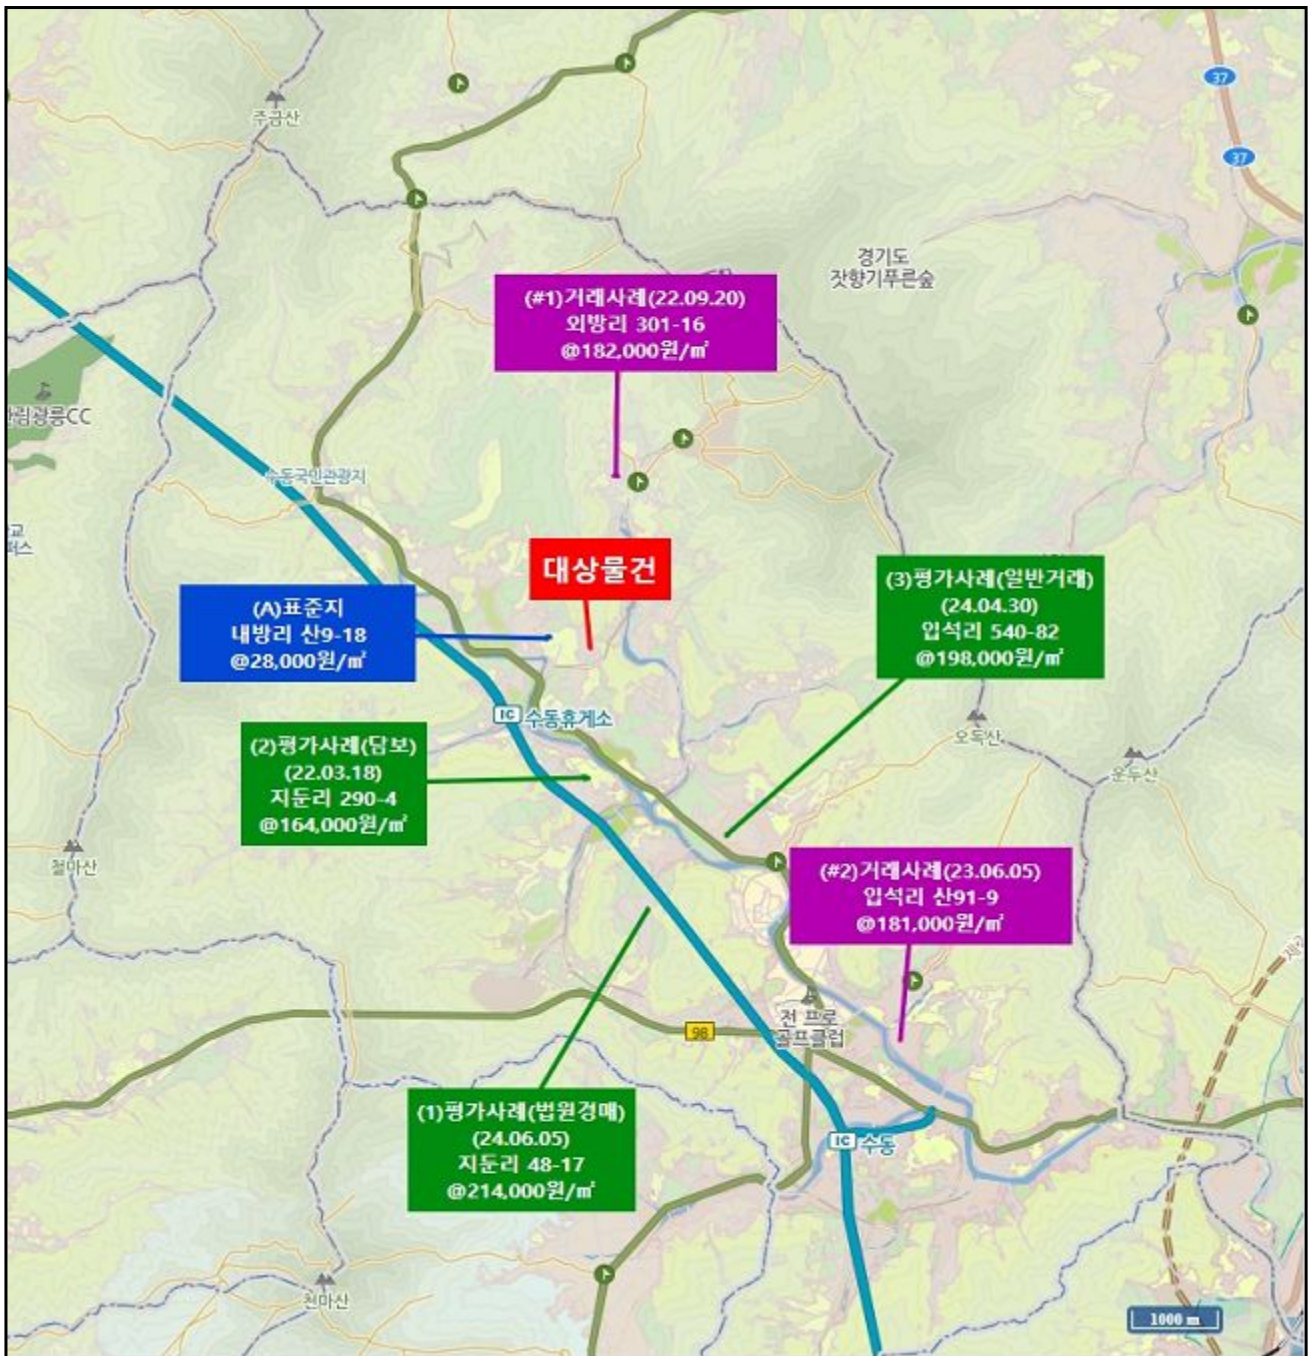 37
주금산
37
경기도
잣향기푸른숲
(#1)거래사례(22.09.20)
외방리 301-16
@182,000원/㎡
림광릉CC
수동국민관광지
대상물건
(A)표준지
내방리 산9-18
@28,000원/㎡
(3)평가사례(일반거래)
(24.04.30)
입석리 540-82
@198,000원/㎡
IC 수동휴게소
오독산
운두산
(2)평가사례(담보)
(22.03.18)
지둔리 290-4
@164,000원/㎡
철마산
(#2)거래사례(23.06.05)
입석리 산91-9
@181,000원/㎡
전 프로
골프클럽
98
(1)평가사례(법원경매)
(24.06.05)
지둔리 48-17
@214,000원/㎡
IC 수동
천마산
1000 m